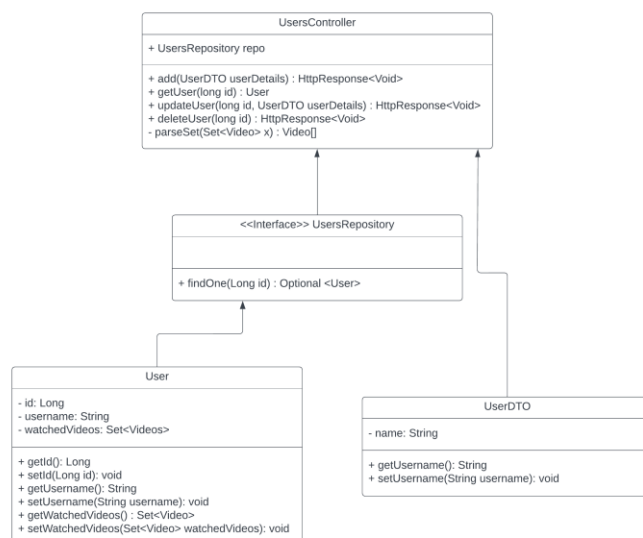 UsersController
+ UsersRepository repo
+ add(UserDTO userDetails) : HttpResponse<Void>
+ getUser(long id) : User
+ updateUser(long id, UserDTO userDetails) : HttpResponse<Void>
+ deleteUser(long id) : HttpResponse<Void>
- parseSet(Set<Video> x) : Video[]
<<Interface>> UsersRepository
+ findOne(Long id) : Optional <User>
User
- id: Long
- username: String
- watchedVideos: Set<Videos>
+ getId(): Long
+ setId(Long id): void
+ getUsername(): String
+ setUsername(String username): void
+ getWatchedVideos() : Set<Video>
+ setWatchedVideos(Set<Video> watchedVideos): void
UserDTO
- name: String
+ getUsername(): String
+ setUsername(String username): void